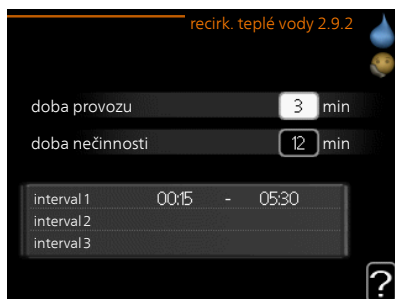 recirk. teplé vody 2.9.2
doba provozu 3 min
doba nečinnosti 12 min
interval 1 00:15 - 05:30
interval 2
interval 3
?